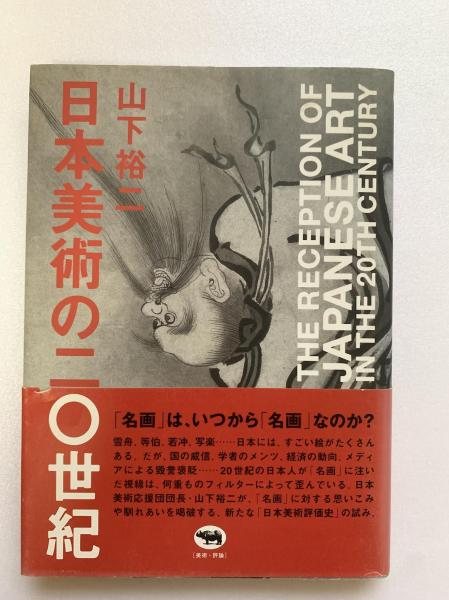 山下裕二
日本美術の二〇世紀
THE RECEPTION OF
JAPANESE ART
IN THE 20TH CENTURY
「名画」は、いつから「名画」なのか?
雪舟、等伯、若冲、写楽……日本には、すごい絵がたくさん
ある。だが、国の威信、学者のメンツ、経済の動向、メディ
アによる毀誉褒貶……20世紀の日本人が「名画」に注い
だ視線は、何重ものフィルターによって歪んでいる。日本
美術応援団団長・山下裕二が、「名画」に対する思いこみ
や馴れあいを喝破する、新たな「日本美術評価史」の試み。
[美術・評論]